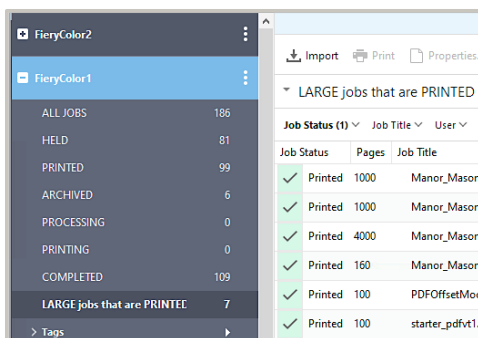 FieryColor2
FieryColor1
ALL JOBS 186
HELD 81
PRINTED 99
ARCHIVED 6
PROCESSING 0
PRINTING 0
COMPLETED 109
LARGE jobs that are PRINTED 7
Tags
Import Print Properties
LARGE jobs that are PRINTED
Job Status (1) Job Title User
Job Status Pages Job Title
Printed 1000 Manor_Mason
Printed 1000 Manor_Mason
Printed 4000 Manor_Mason
Printed 160 Manor_Mason
Printed 100 PDFOffsetMod
Printed 100 starter_pdfvt1.